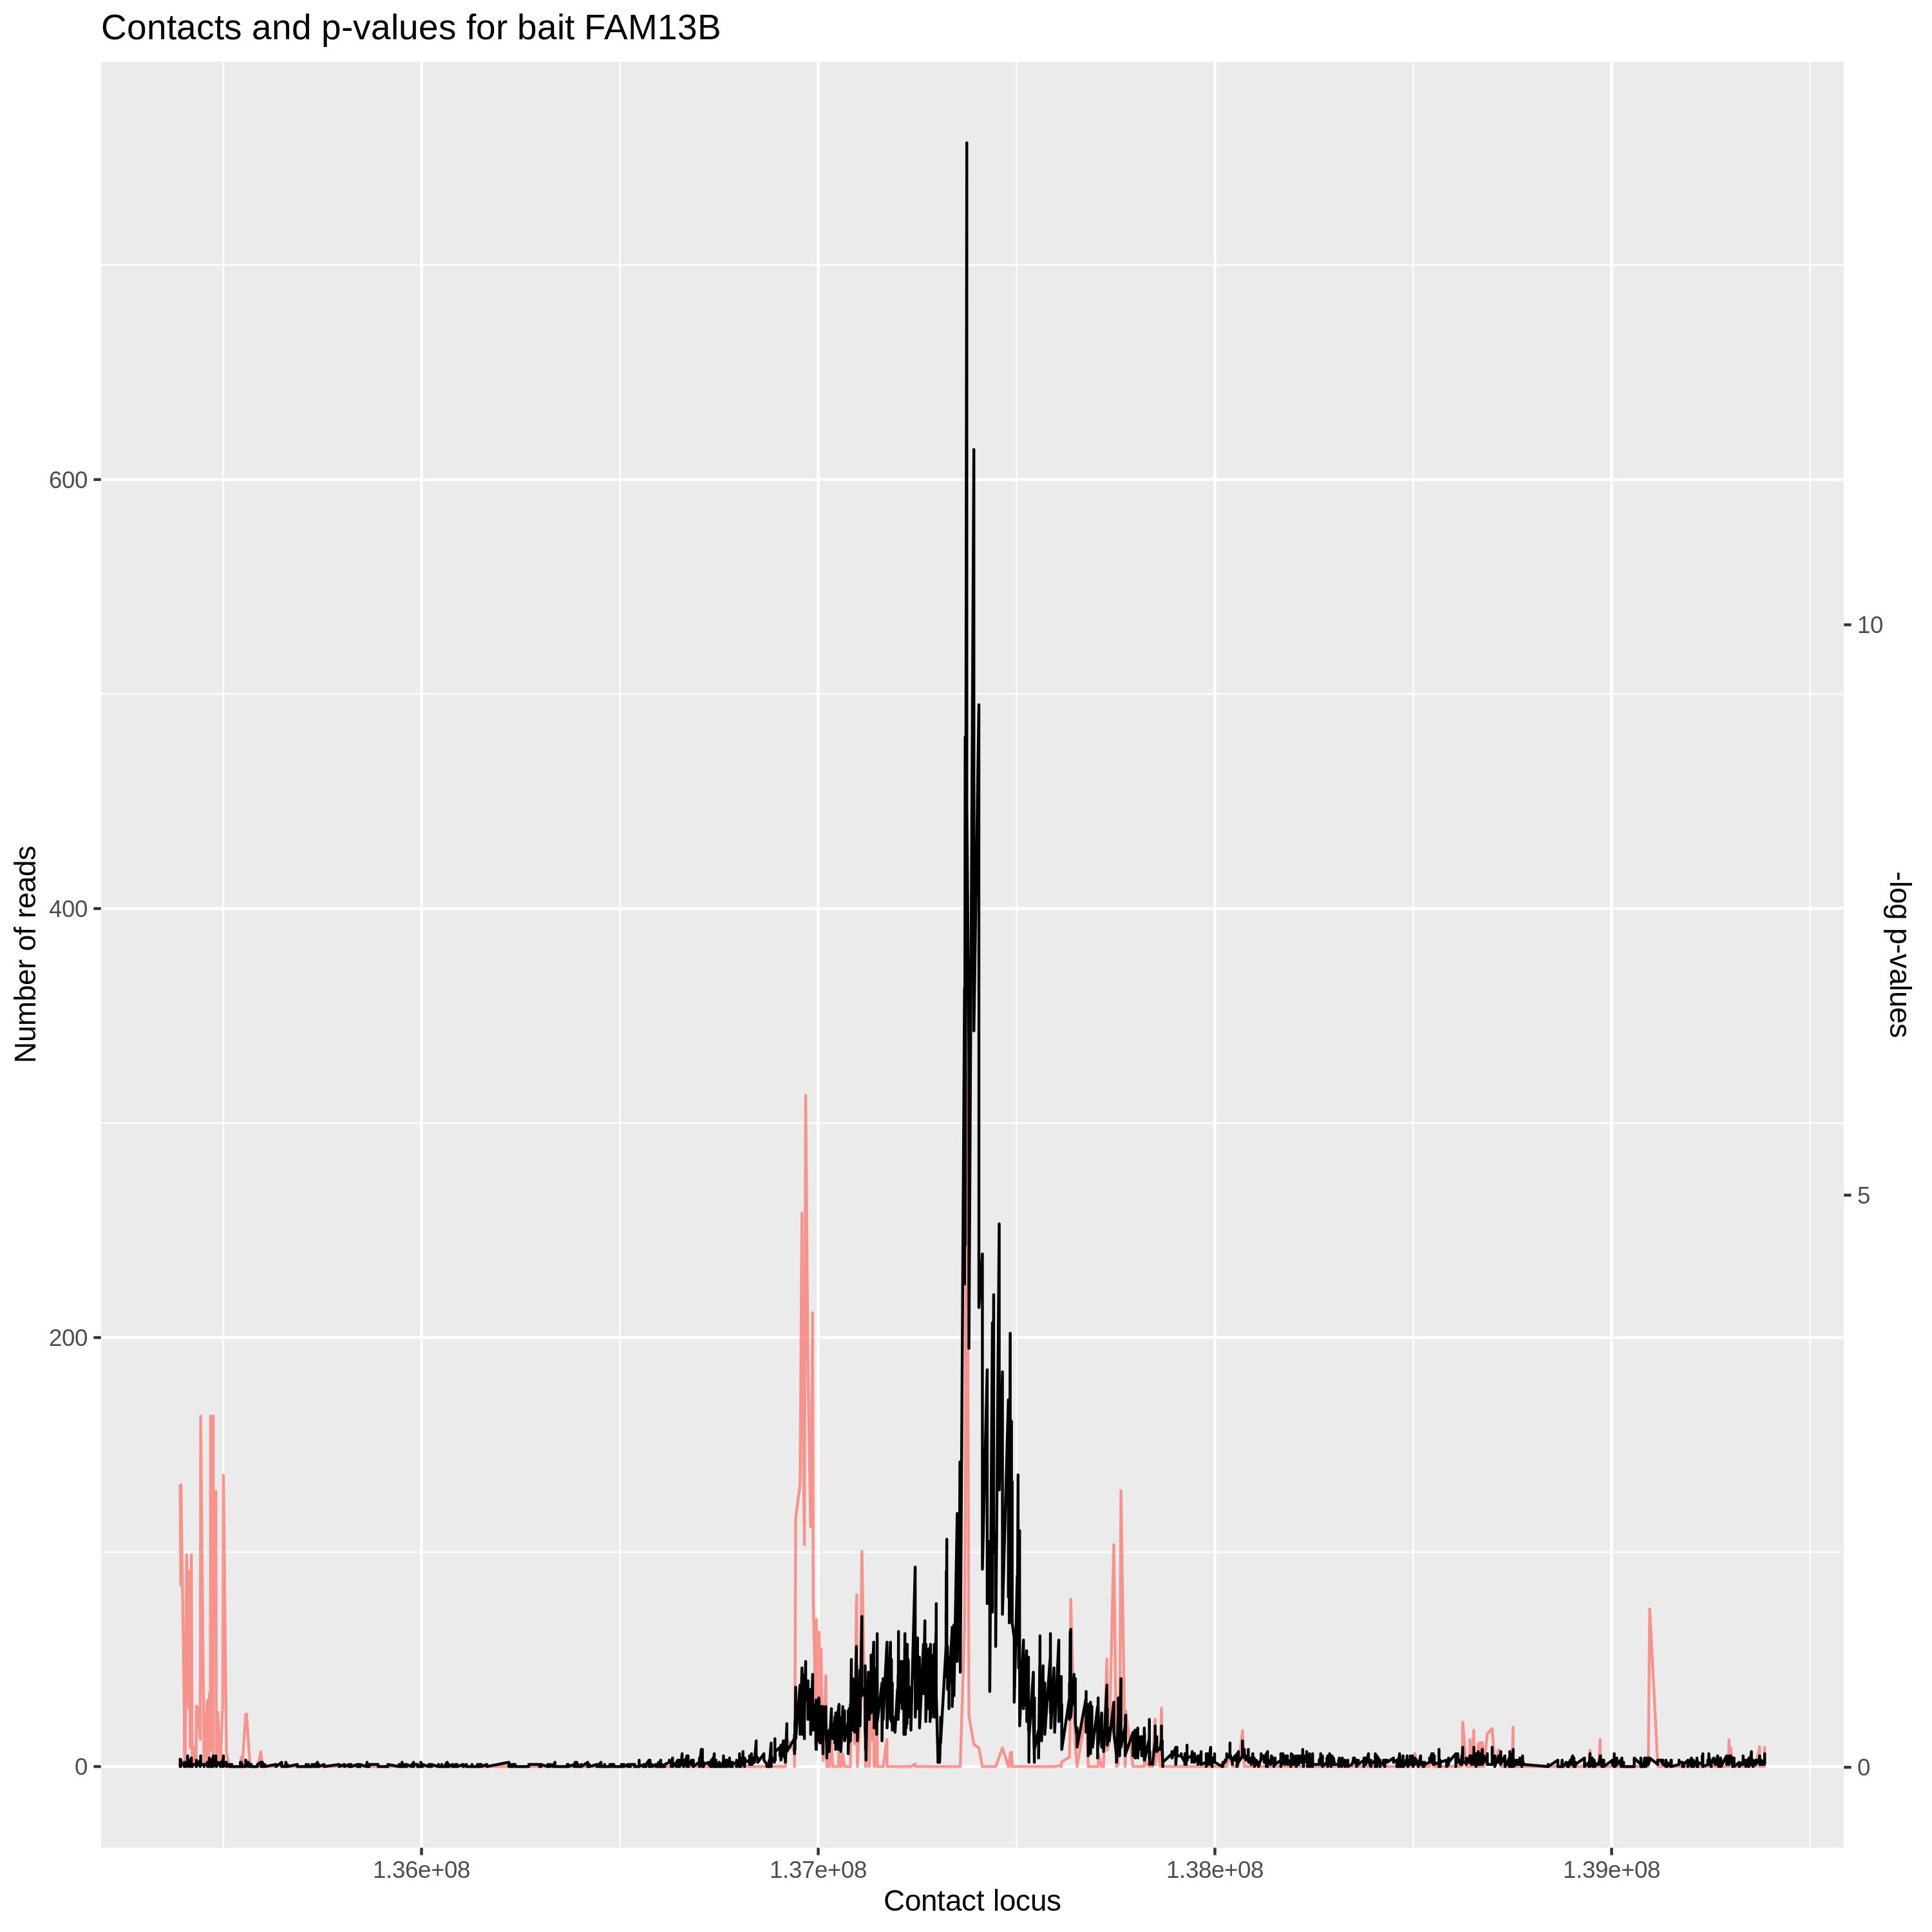 Contacts and p-values for bait FAM13B
600
400
200
0
Number of reads
10
5
0
-log p-values
1.36e+08
1.37e+08
1.38e+08
1.39e+08
Contact locus